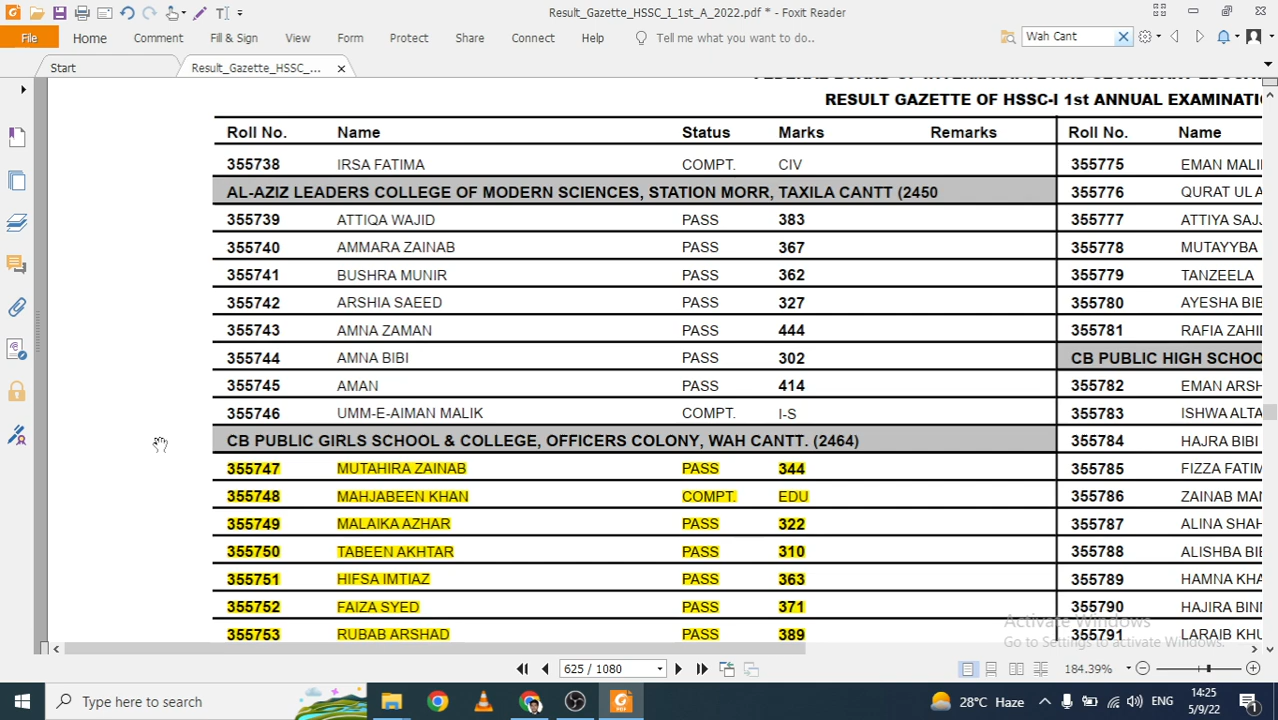 Result_Gazette_HSSC_I_1st_A_2022.pdf * - Foxit Reader
File Home Comment Fill & Sign View Form Protect Share Connect Help Tell me what you want to do.. Wah Cant
Start Result_Gazette_HSSC_...
RESULT GAZETTE OF HSSC-I 1st ANNUAL EXAMINATI
Roll No. Name Status Marks Remarks Roll No. Name
355738 IRSA FATIMA COMPT. CIV 355775 EMAN MALI
AL-AZIZ LEADERS COLLEGE OF MODERN SCIENCES, STATION MORR, TAXILA CANTT (2450 355776 QURAT UL A
355739 ATTIQA WAJID PASS 383 355777 ATTIYA SAJ
355740 AMMARA ZAINAB PASS 367 355778 MUTAYYBA
355741 BUSHRA MUNIR PASS 362 355779 TANZEELA
355742 ARSHIA SAEED PASS 327 355780 AYESHA BIB
355743 AMNA ZAMAN PASS 444 355781 RAFIA ZAHI
355744 AMNA BIBI PASS 302 CB PUBLIC HIGH SCHOO
355745 AMAN PASS 414 355782 EMAN ARSH
355746 UMM-E-AIMAN MALIK COMPT. I-S 355783 ISHWA ALTA
CB PUBLIC GIRLS SCHOOL & COLLEGE, OFFICERS COLONY, WAH CANTT. (2464) 355784 HAJRA BIBI
355747 MUTAHIRA ZAINAB PASS 344 355785 FIZZA FATIM
355748 MAHJABEEN KHAN COMPT. EDU 355786 ZAINAB MAN
355749 MALAIKA AZHAR PASS 322 355787 ALINA SHAH
355750 TABEEN AKHTAR PASS 310 355788 ALISHBA BIB
355751 HIFSA IMTIAZ PASS 363 355789 HAMNA KHA
355752 FAIZA SYED PASS 371 355790 HAJIRA BIN
355753 RUBAB ARSHAD PASS 389 355791 LARAIB KHU
Activate Windows
Go to Settings to activate Windows.
625 / 1080 184.39%
Type here to search 28°C Haze ENG 14:25
5/9/22 1